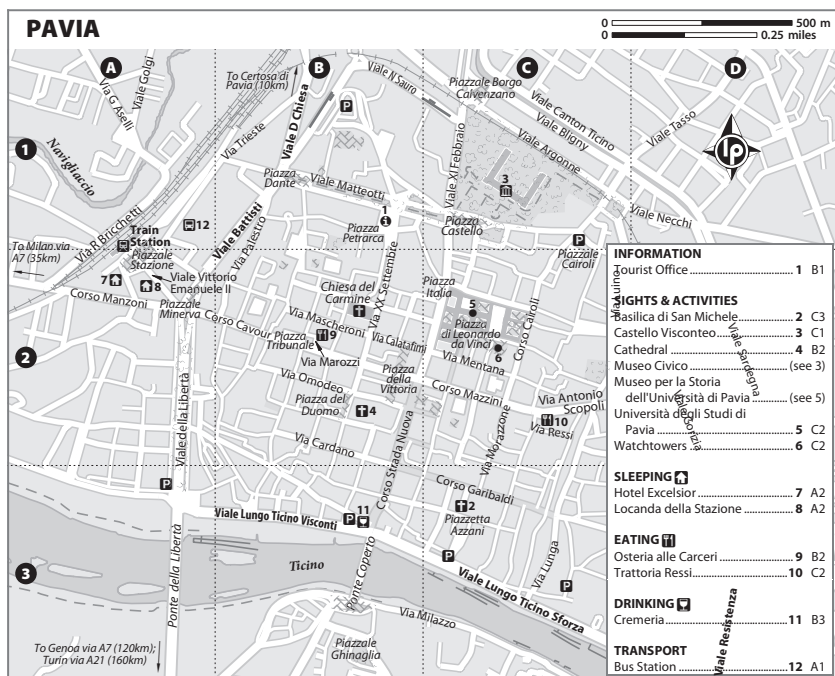 PAVIA
0 500 m
0 0.25 miles
A
B
C
D
1
2
3
Via G Aselli
Viale Golgi
To Certosa di
Pavia (10km)
Viale D Chiesa
Viale N Sauro
Piazzale Borgo
Calvenzano
Viale Canton Ticino
Viale Bligny
Viale Argonne
Viale Tasso
Viale Necchi
Navigliaccio
Via Trieste
P
lp
Piazza
Dante
Viale Matteotti
Viale XI Febbraio
3
Via R Bricchetti
12
Viale Battisti
Via Palestro
1
Piazza
Petrarca
Piazza
Castello
P
Train
Station
Piazzale
Stazione
To Milan via
A7 (35km)
7
8
Viale Vittorio
Emanuele II
Corso Manzoni
Piazzale
Minerva
Chiesa del
Carmine
Via XX Settembre
Piazza
Italia
5
Piazza
di Leonardo
da Vinci
6
Corso Cairoli
Piazzale
Cairoli
Corso Cavour
Via Mascheroni
Piazza
Tribunale
9
Via Calatafimi
Via Marozzi
Via Mentana
Via Omodeo
Piazza
della
Vittoria
Piazza del
Duomo
4
Corso Mazzini
Via Antonio
Scopoli
10
Via Ressi
Viale della Libertà
Via Cardano
Corso Strada Nuova
Via Morazzone
Corso Garibaldi
P
Viale Lungo Ticino Visconti
P
11
2
Piazzetta
Azzani
P
Via Lunga
P
Ticino
Ponte della Libertà
Ponte Coperto
Viale Lungo Ticino Sforza
Via Milazzo
Piazzale
Ghinaglia
To Genoa via A7 (120km);
Turin via A21 (160km)
Viale Sardegna
Viale Gorizia
Viale Resistenza
INFORMATION
Tourist Office 1 B1
SIGHTS & ACTIVITIES
Basilica di San Michele 2 C3
Castello Visconteo 3 C1
Cathedral 4 B2
Museo Civico (see 3)
Museo per la Storia
dell'Università di Pavia (see 5)
Università degli Studi di
Pavia 5 C2
Watchtowers 6 C2
SLEEPING
Hotel Excelsior 7 A2
Locanda della Stazione 8 A2
EATING
Osteria alle Carceri 9 B2
Trattoria Ressi 10 C2
DRINKING
Cremeria 11 B3
TRANSPORT
Bus Station 12 A1